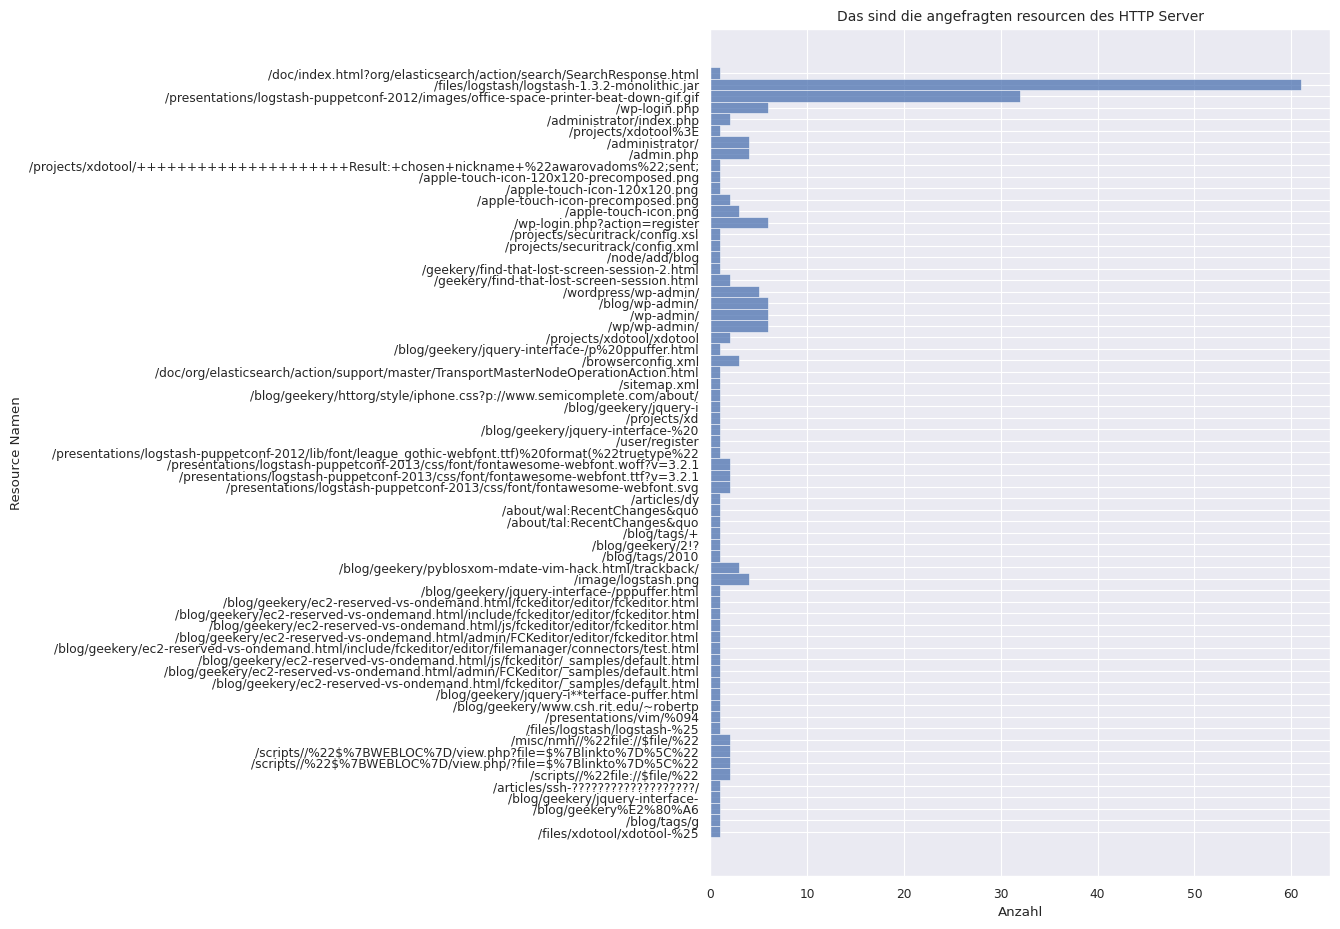 Das sind die angefragten resourcen des HTTP Server
Resource Namen
/doc/index.html?org/elasticsearch/action/search/SearchResponse.html
/files/logstash/logstash-1.3.2-monolithic.jar
/presentations/logstash-puppetconf-2012/images/office-space-printer-beat-down-gif.gif
/wp-login.php
/administrator/index.php
/projects/xdotool%3E
/administrator/
/admin.php
/projects/xdotool/+++++++++++++++++++++Result:+chosen+nickname+%22awarovadoms%22;sent;
/apple-touch-icon-120x120-precomposed.png
/apple-touch-icon-120x120.png
/apple-touch-icon-precomposed.png
/apple-touch-icon.png
/wp-login.php?action=register
/projects/securitrack/config.xsl
/projects/securitrack/config.xml
/node/add/blog
/geekery/find-that-lost-screen-session-2.html
/geekery/find-that-lost-screen-session.html
/wordpress/wp-admin/
/blog/wp-admin/
/wp-admin/
/wp/wp-admin/
/projects/xdotool/xdotool
/blog/geekery/jquery-interface-/p%20ppuffer.html
/browserconfig.xml
/doc/org/elasticsearch/action/support/master/TransportMasterNodeOperationAction.html
/sitemap.xml
/blog/geekery/httorg/style/iphone.css?p://www.semicomplete.com/about/
/blog/geekery/jquery-i
/projects/xd
/blog/geekery/jquery-interface-%20
/user/register
/presentations/logstash-puppetconf-2012/lib/font/league_gothic-webfont.ttf)%20format(%22truetype%22
/presentations/logstash-puppetconf-2013/css/font/fontawesome-webfont.woff?v=3.2.1
/presentations/logstash-puppetconf-2013/css/font/fontawesome-webfont.ttf?v=3.2.1
/presentations/logstash-puppetconf-2013/css/font/fontawesome-webfont.svg
/articles/dy
/about/wal:RecentChanges&quo
/about/tal:RecentChanges&quo
/blog/tags/+
/blog/geekery/2!?
/blog/tags/2010
/blog/geekery/pyblosxom-mdate-vim-hack.html/trackback/
/image/logstash.png
/blog/geekery/jquery-interface-/pppuffer.html
/blog/geekery/ec2-reserved-vs-ondemand.html/fckeditor/editor/fckeditor.html
/blog/geekery/ec2-reserved-vs-ondemand.html/include/fckeditor/editor/fckeditor.html
/blog/geekery/ec2-reserved-vs-ondemand.html/js/fckeditor/editor/fckeditor.html
/blog/geekery/ec2-reserved-vs-ondemand.html/admin/FCKeditor/editor/fckeditor.html
/blog/geekery/ec2-reserved-vs-ondemand.html/include/fckeditor/editor/filemanager/connectors/test.html
/blog/geekery/ec2-reserved-vs-ondemand.html/js/fckeditor/_samples/default.html
/blog/geekery/ec2-reserved-vs-ondemand.html/admin/FCKeditor/_samples/default.html
/blog/geekery/ec2-reserved-vs-ondemand.html/fckeditor/_samples/default.html
/blog/geekery/jquery-i**terface-puffer.html
/blog/geekery/www.csh.rit.edu/~robertp
/presentations/vim/%094
/files/logstash/logstash-%25
/misc/nmh//%22file://$file/%22
/scripts//%22$%7BWEBLOC%7D/view.php?file=$%7Blinkto%7D%5C%22
/scripts//%22$%7BWEBLOC%7D/view.php/?file=$%7Blinkto%7D%5C%22
/scripts//%22file://$file/%22
/articles/ssh-???????????????????/
/blog/geekery/jquery-interface-
/blog/geekery%E2%80%A6
/blog/tags/g
/files/xdotool/xdotool-%25
0 10 20 30 40 50 60
Anzahl